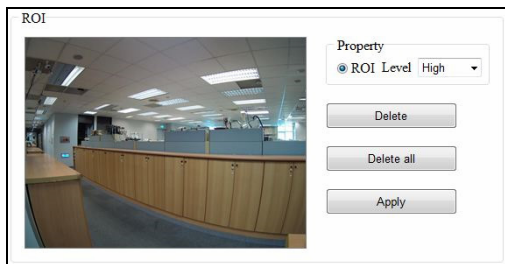 ROI
Property
ROI Level High
Delete
Delete all
Apply